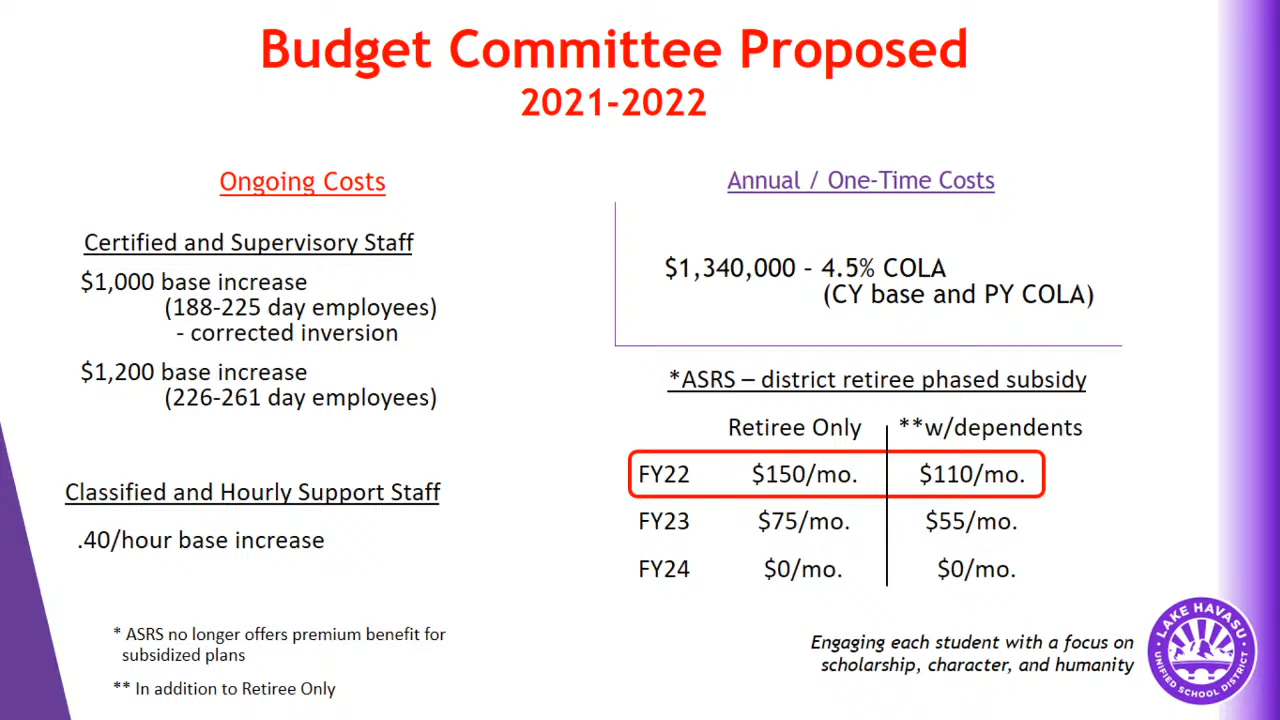 Budget Committee Proposed
2021-2022
Ongoing Costs
Certified and Supervisory Staff
$1,000 base increase
(188-225 day employees)
- corrected inversion
$1,200 base increase
(226-261 day employees)
Classified and Hourly Support Staff
.40/hour base increase
* ASRS no longer offers premium benefit for
subsidized plans
** In addition to Retiree Only
Annual / One-Time Costs
$1,340,000 - 4.5% COLA
(CY base and PY COLA)
*ASRS – district retiree phased subsidy
Retiree Only **w/dependents
FY22 $150/mo. $110/mo.
FY23 $75/mo. $55/mo.
FY24 $0/mo. $0/mo.
Engaging each student with a focus on
scholarship, character, and humanity
LAKE HAVASU
UNIFIED SCHOOL DISTRICT